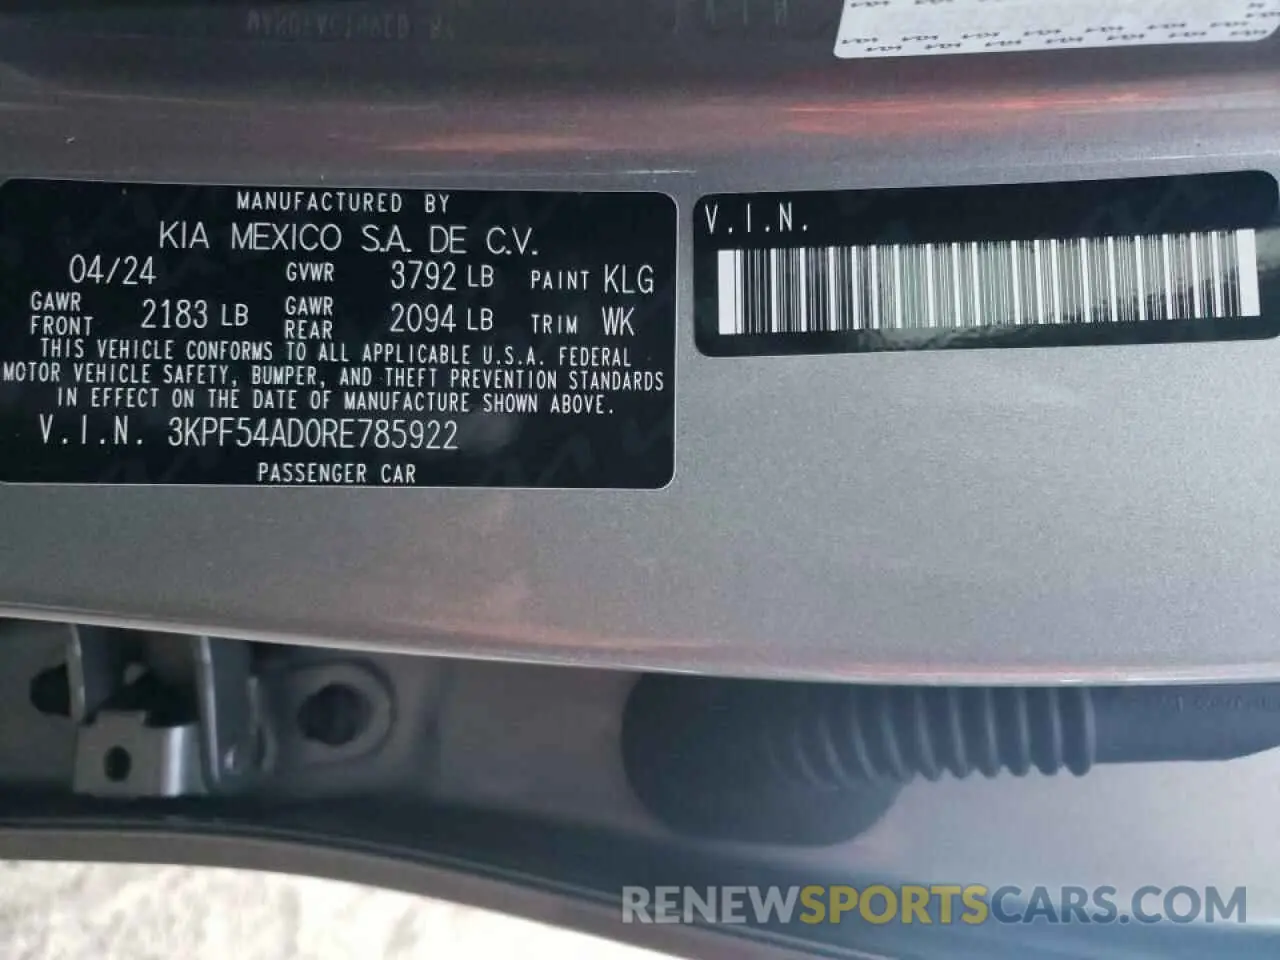 MANUFACTURED BY
KIA MEXICO S.A. DE C.V.
04/24 GVWR 3792 LB PAINT KLG
GAWR FRONT 2183 LB GAWR REAR 2094 LB TRIM WK
THIS VEHICLE CONFORMS TO ALL APPLICABLE U.S.A. FEDERAL
MOTOR VEHICLE SAFETY, BUMPER, AND THEFT PREVENTION STANDARDS
IN EFFECT ON THE DATE OF MANUFACTURE SHOWN ABOVE.
V.I.N. 3KPF54AD0RE785922
PASSENGER CAR
V.I.N.
RENEWSPORTSCARS.COM